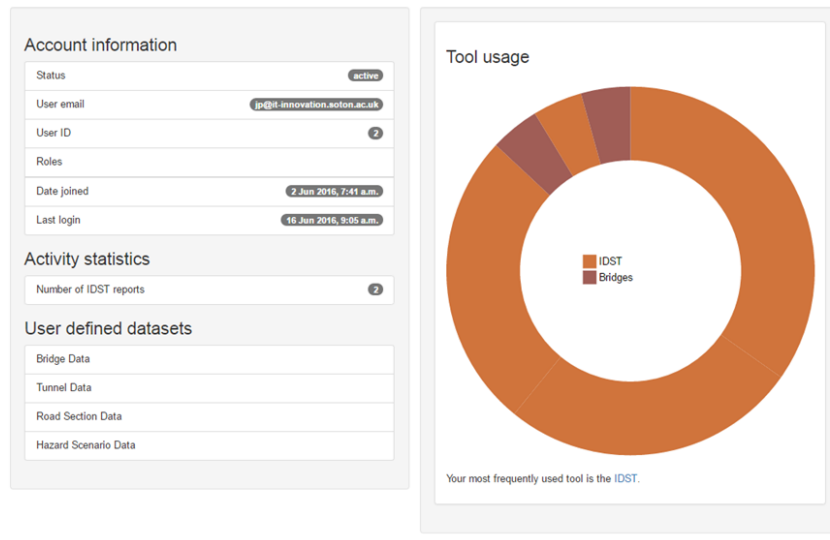 Account information
Status active
User email jp@it-innovation.soton.ac.uk
User ID 2
Roles
Date joined 2 Jun 2016, 7:41 a.m.
Last login 16 Jun 2016, 9:05 a.m.
Activity statistics
Number of IDST reports 2
User defined datasets
Bridge Data
Tunnel Data
Road Section Data
Hazard Scenario Data
Tool usage
IDST
Bridges
Your most frequently used tool is the IDST.